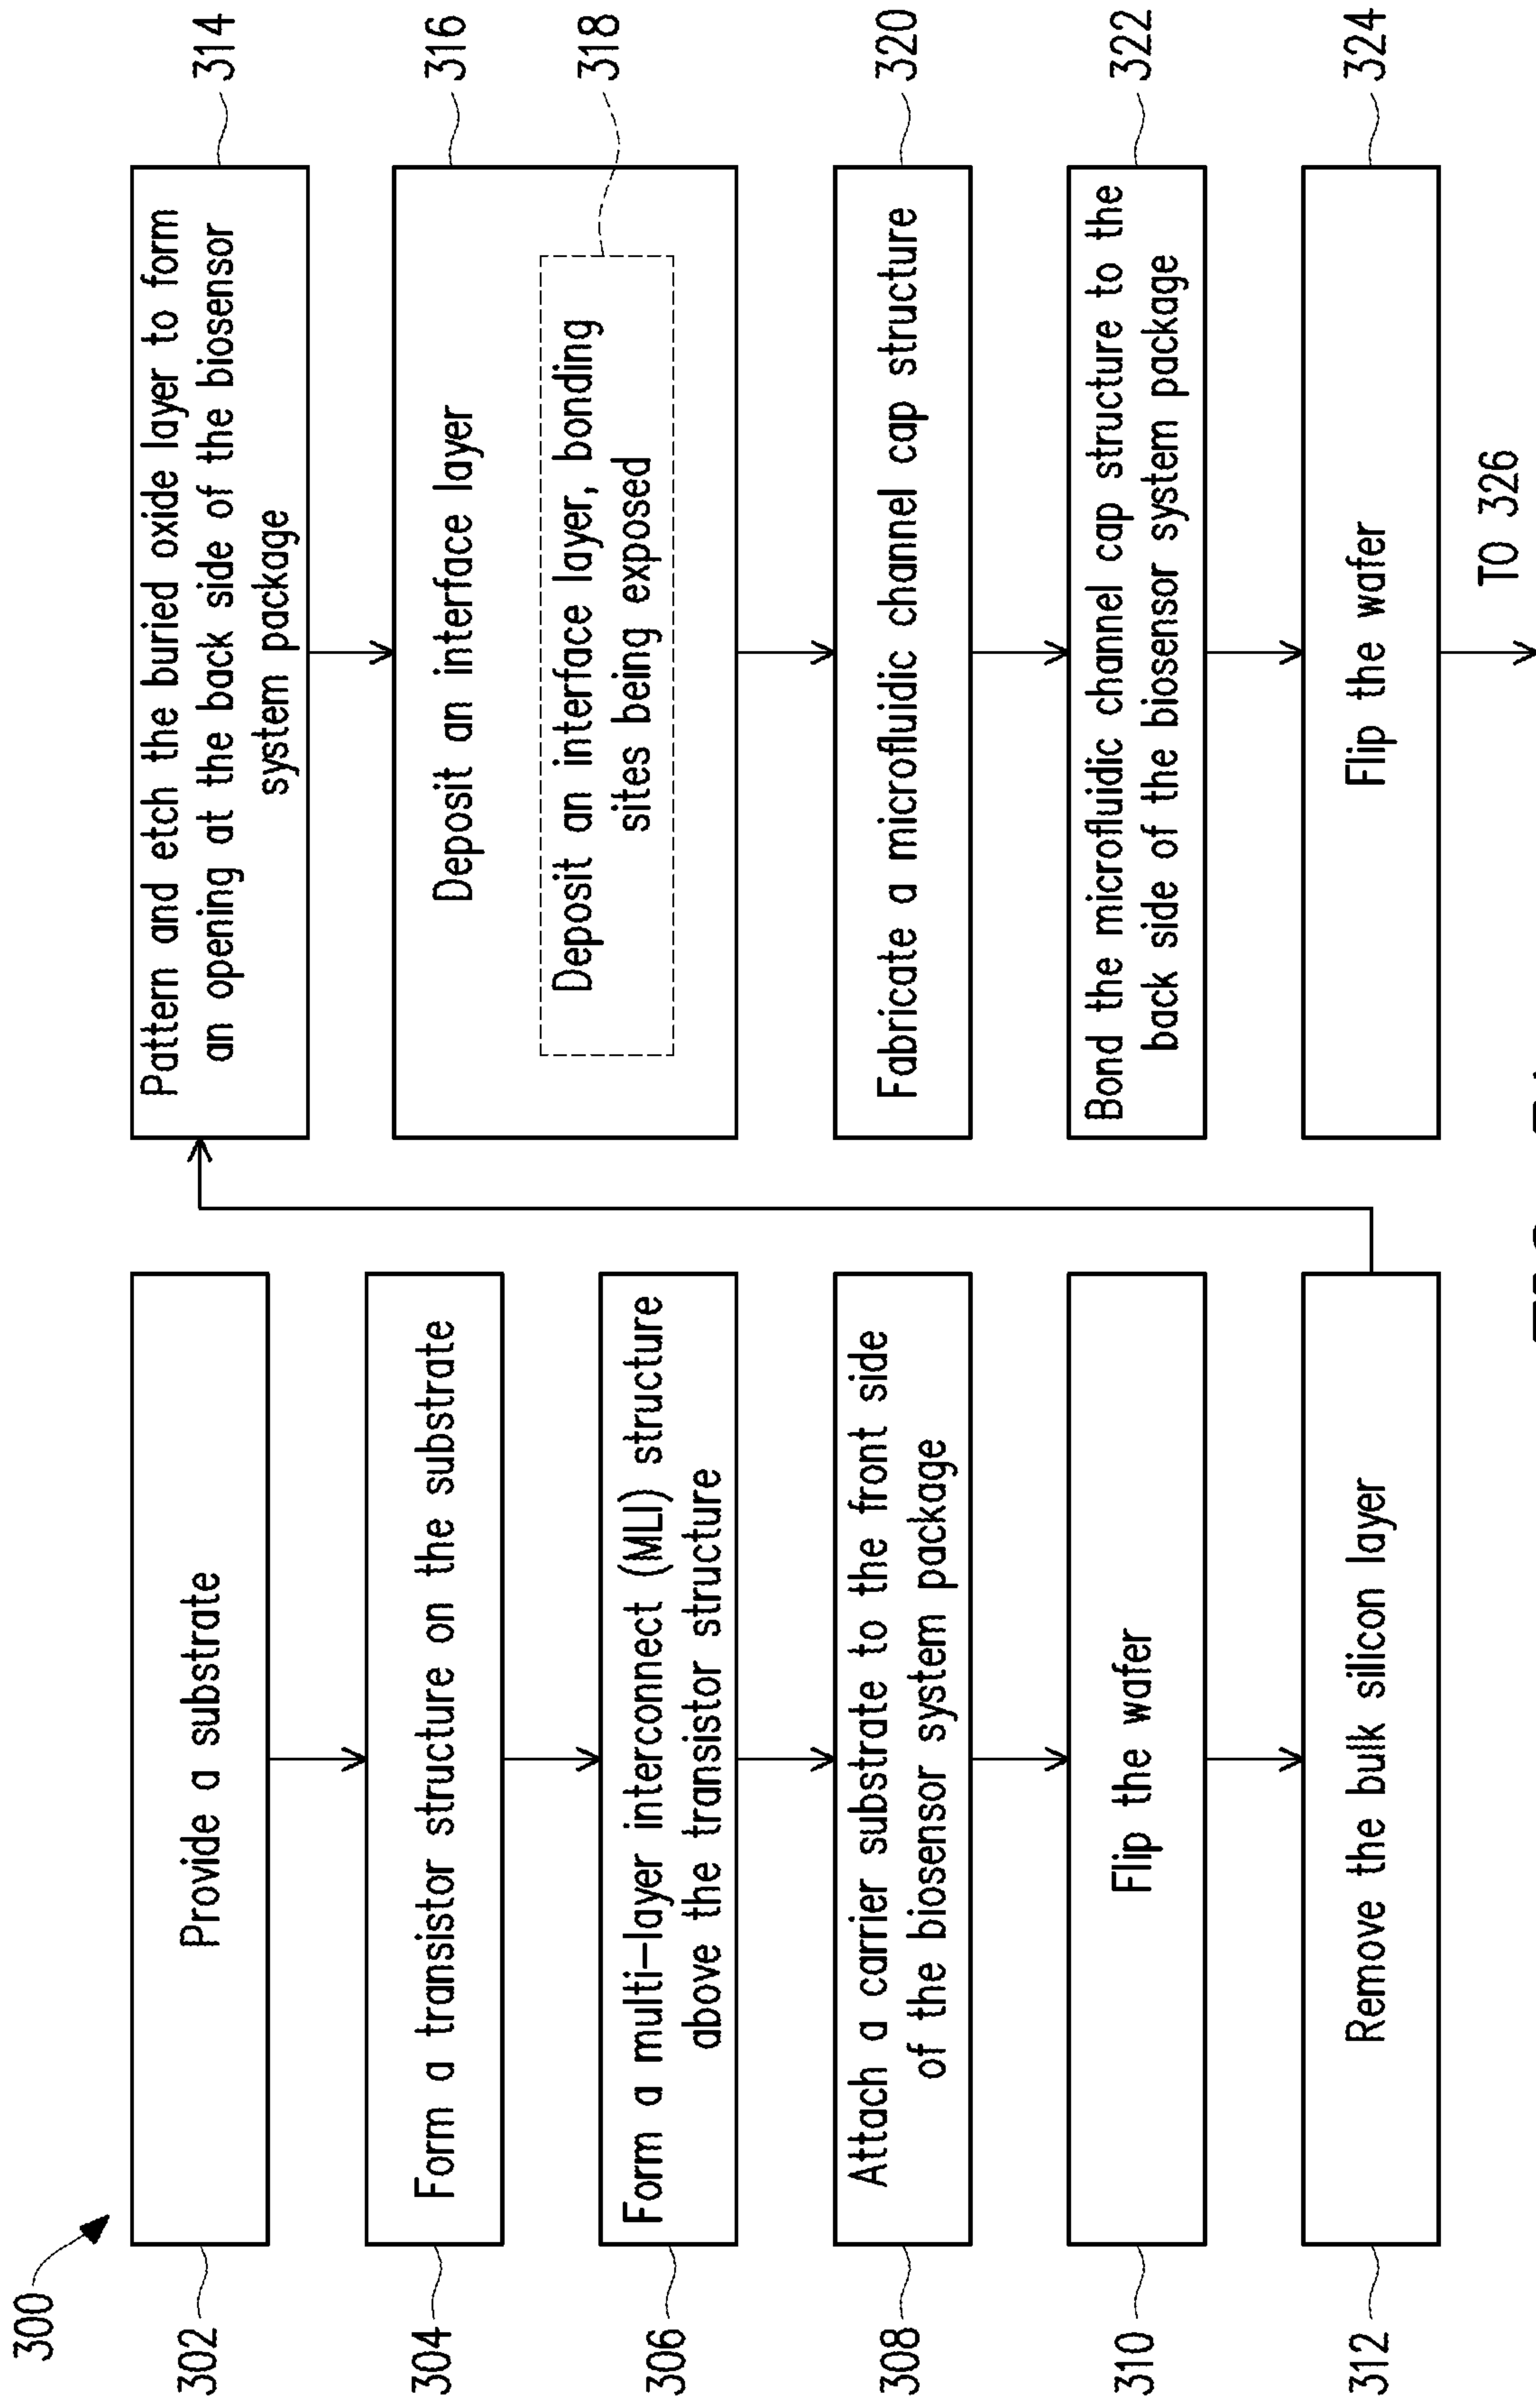 300
302
Provide a substrate
304
Form a transistor structure on the substrate
306
Form a multi-layer interconnect (MLI) structure
above the transistor structure
308
Attach a carrier substrate to the front side
of the biosensor system package
310
Flip the wafer
312
Remove the bulk silicon layer
Pattern and etch the buried oxide layer to form
an opening at the back side of the biosensor
system package
314
Deposit an interface layer
316
Deposit an interface layer, bonding
sites being exposed
318
Fabricate a microfluidic channel cap structure
320
Bond the microfluidic channel cap structure to the
back side of the biosensor system package
322
Flip the wafer
324
TO 326